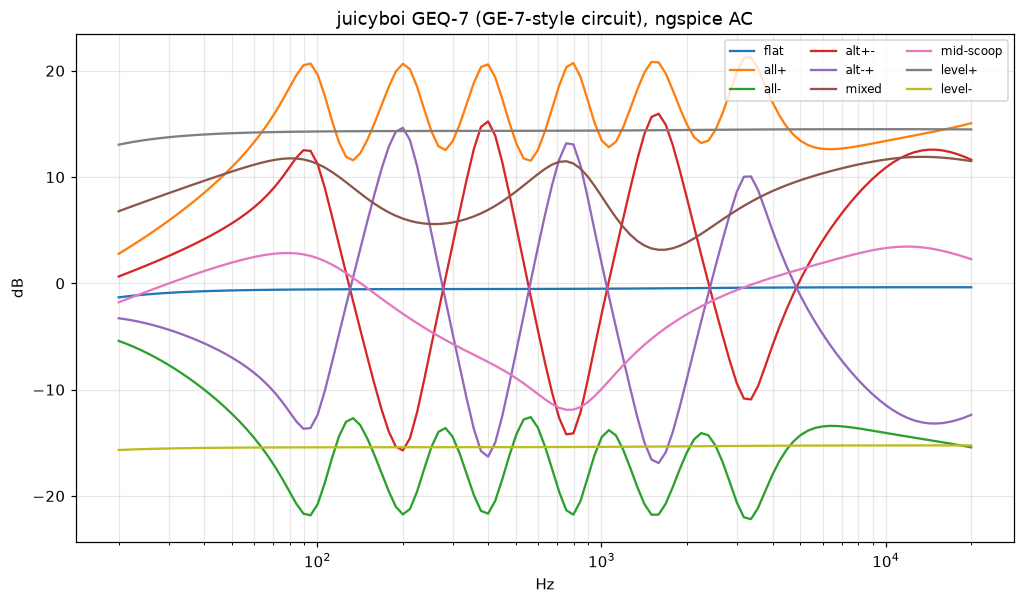 juicyboi GEQ-7 (GE-7-style circuit), ngspice AC
flat
all+
all-
alt+-
alt-+
mixed
mid-scoop
level+
level-
dB
20
10
0
−10
−20
10²
10³
10⁴
Hz